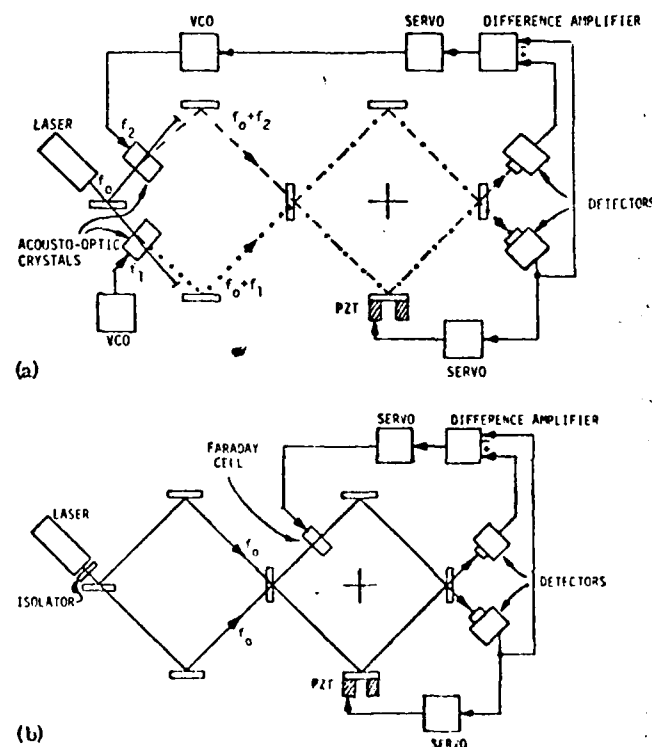 VCO
SERVO
DIFFERENCE AMPLIFIER
LASER
f2
f0+f2
f0
DETECTORS
ACOUSTO-OPTIC
CRYSTALS
f1
f0+f1
PZT
VCO
SERVO
(a)
SERVO
DIFFERENCE AMPLIFIER
FARADAY
CELL
LASER
f0
ISOLATOR
DETECTORS
f0
PZT
(b)
SERVO